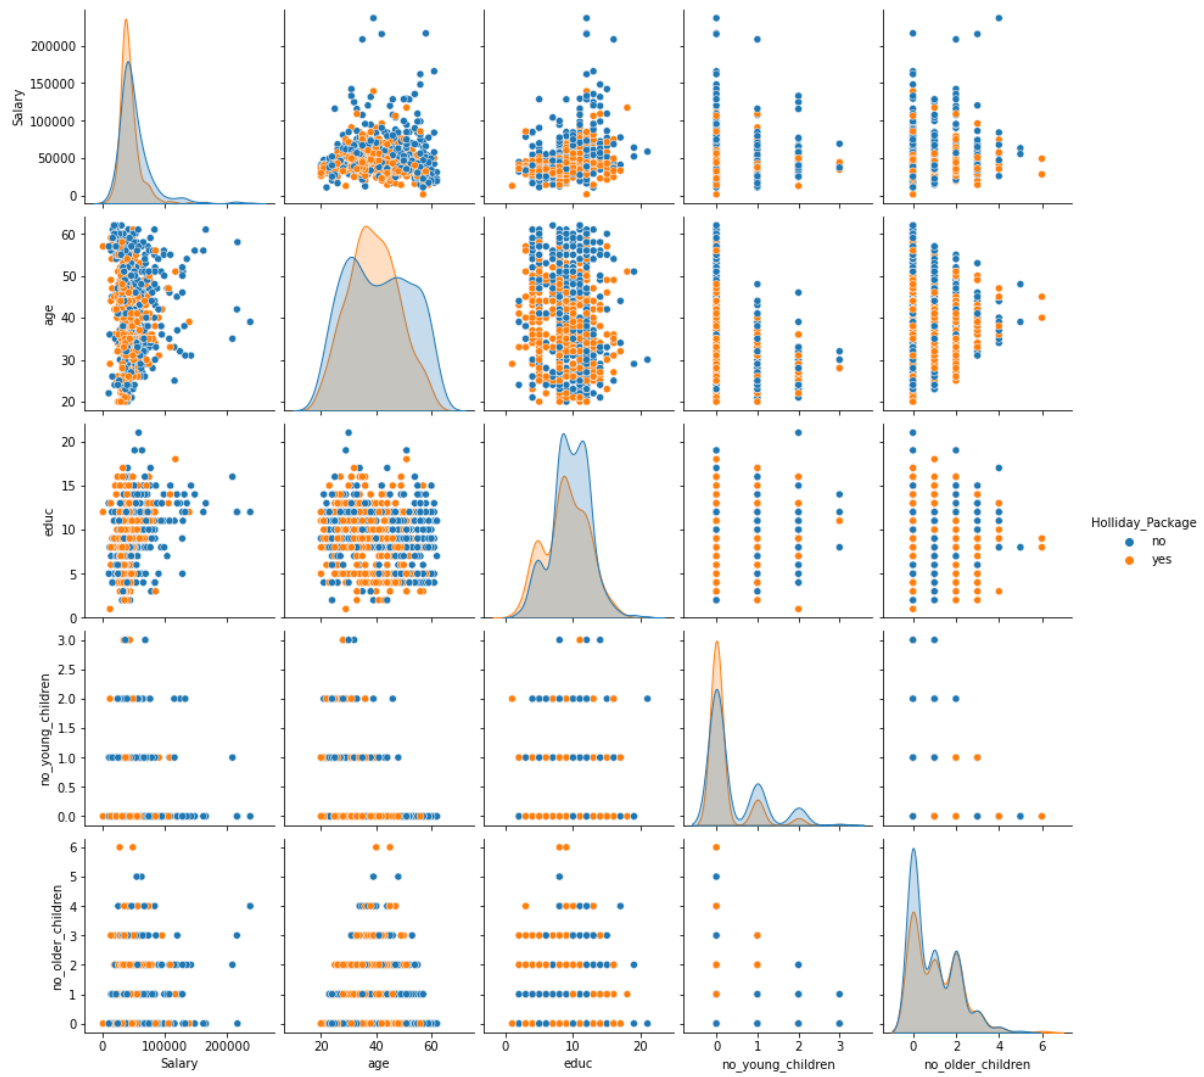 200000
150000
100000
50000
0
Salary
60
50
40
30
20
age
20
15
10
5
0
educ
Holliday_Package
no
yes
3.0
2.5
2.0
1.5
1.0
0.5
0.0
no_young_children
6
5
4
3
2
1
0
no_older_children
0 100000 200000
20 40 60
0 10 20
0 1 2 3
0 2 4 6
Salary
age
educ
no_young_children
no_older_children